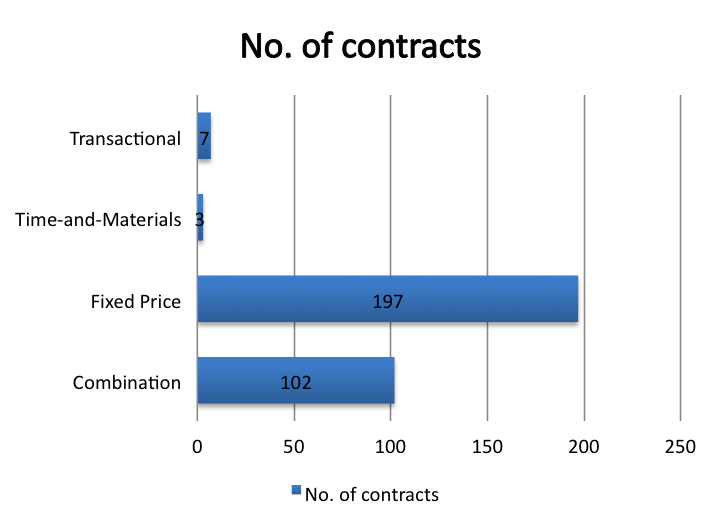 No. of contracts
Transactional 7
Time-and-Materials 3
Fixed Price 197
Combination 102
0 50 100 150 200 250
No. of contracts